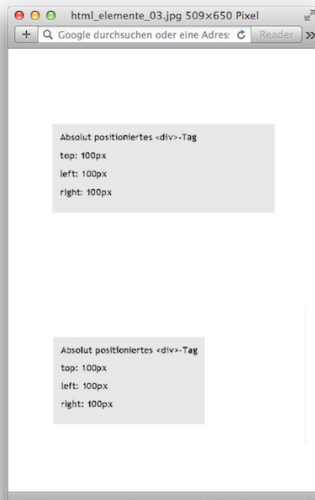 html_elemente_03.jpg 509×650 Pixel
Google durchsuchen oder eine Adres
Reader
Absolut positioniertes <div>-Tag
top: 100px
left: 100px
right: 100px
Absolut positioniertes <div>-Tag
top: 100px
left: 100px
right: 100px